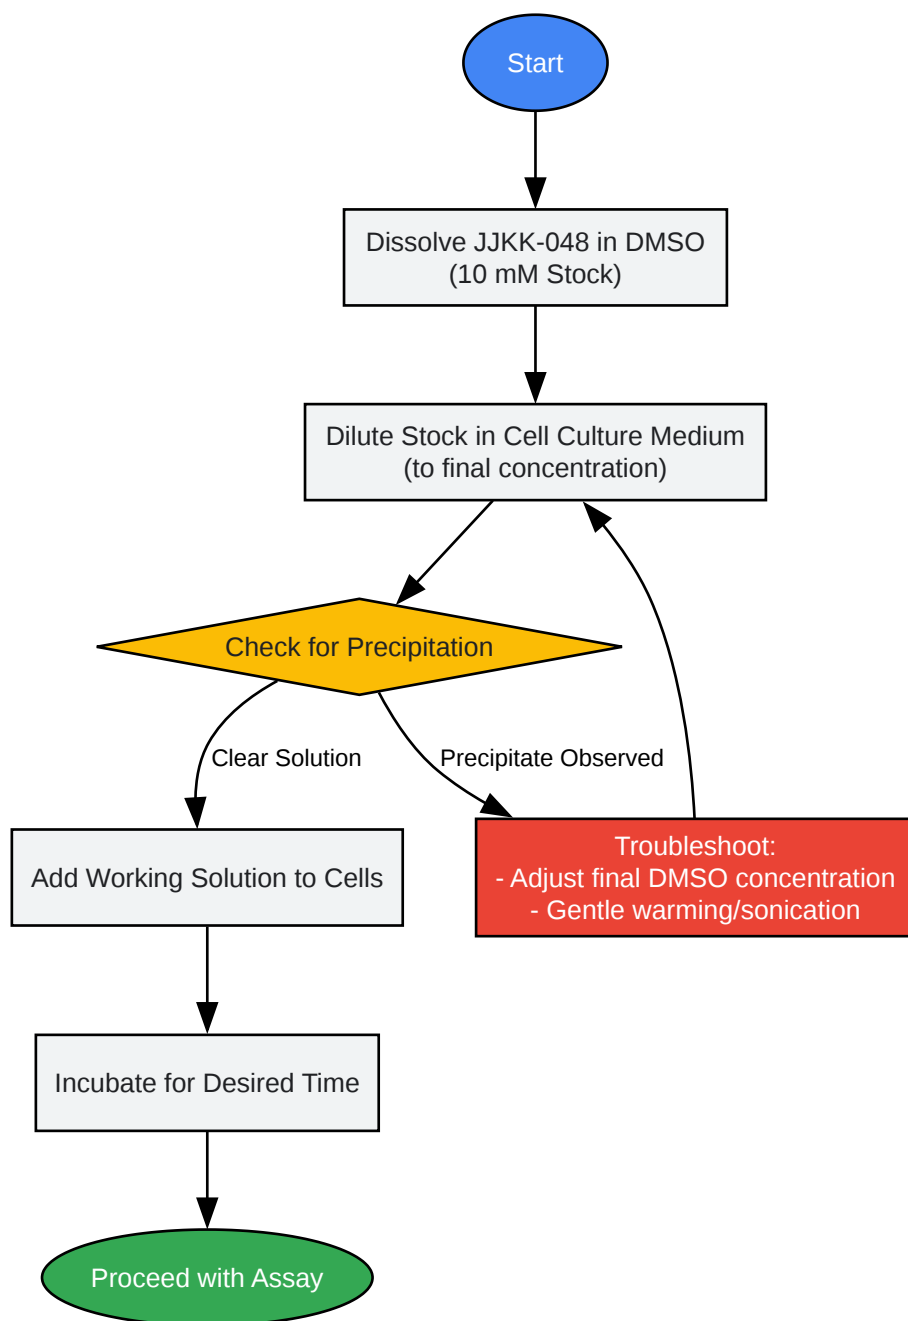 Start
Dissolve JJKK-048 in DMSO
(10 mM Stock)
Dilute Stock in Cell Culture Medium
(to final concentration)
Check for Precipitation
Clear Solution
Precipitate Observed
Add Working Solution to Cells
Troubleshoot:
- Adjust final DMSO concentration
- Gentle warming/sonication
Incubate for Desired Time
Proceed with Assay